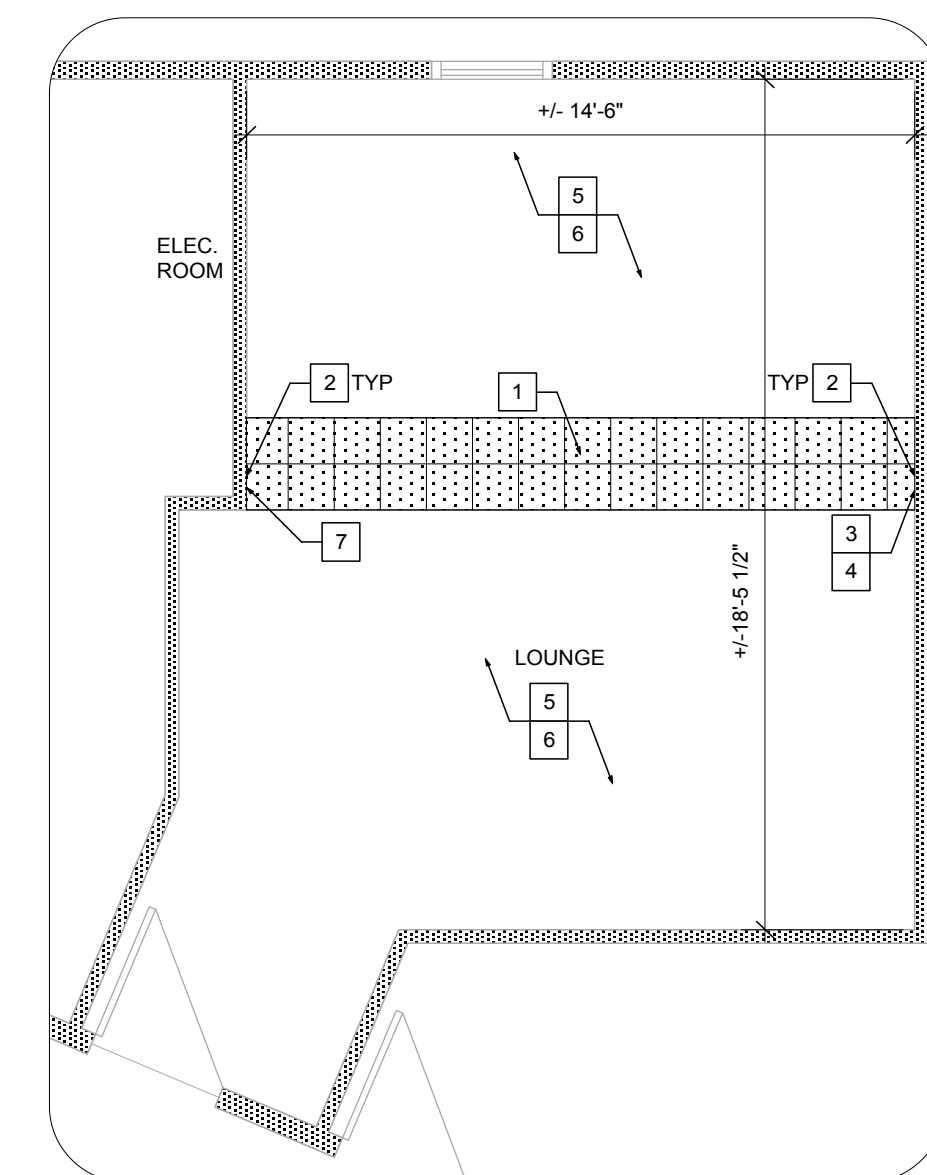 +/- 14'-6"
5
6
ELEC.
ROOM
2 TYP
1
TYP 2
7
3
4
+/-18'-5 1/2"
LOUNGE
5
6